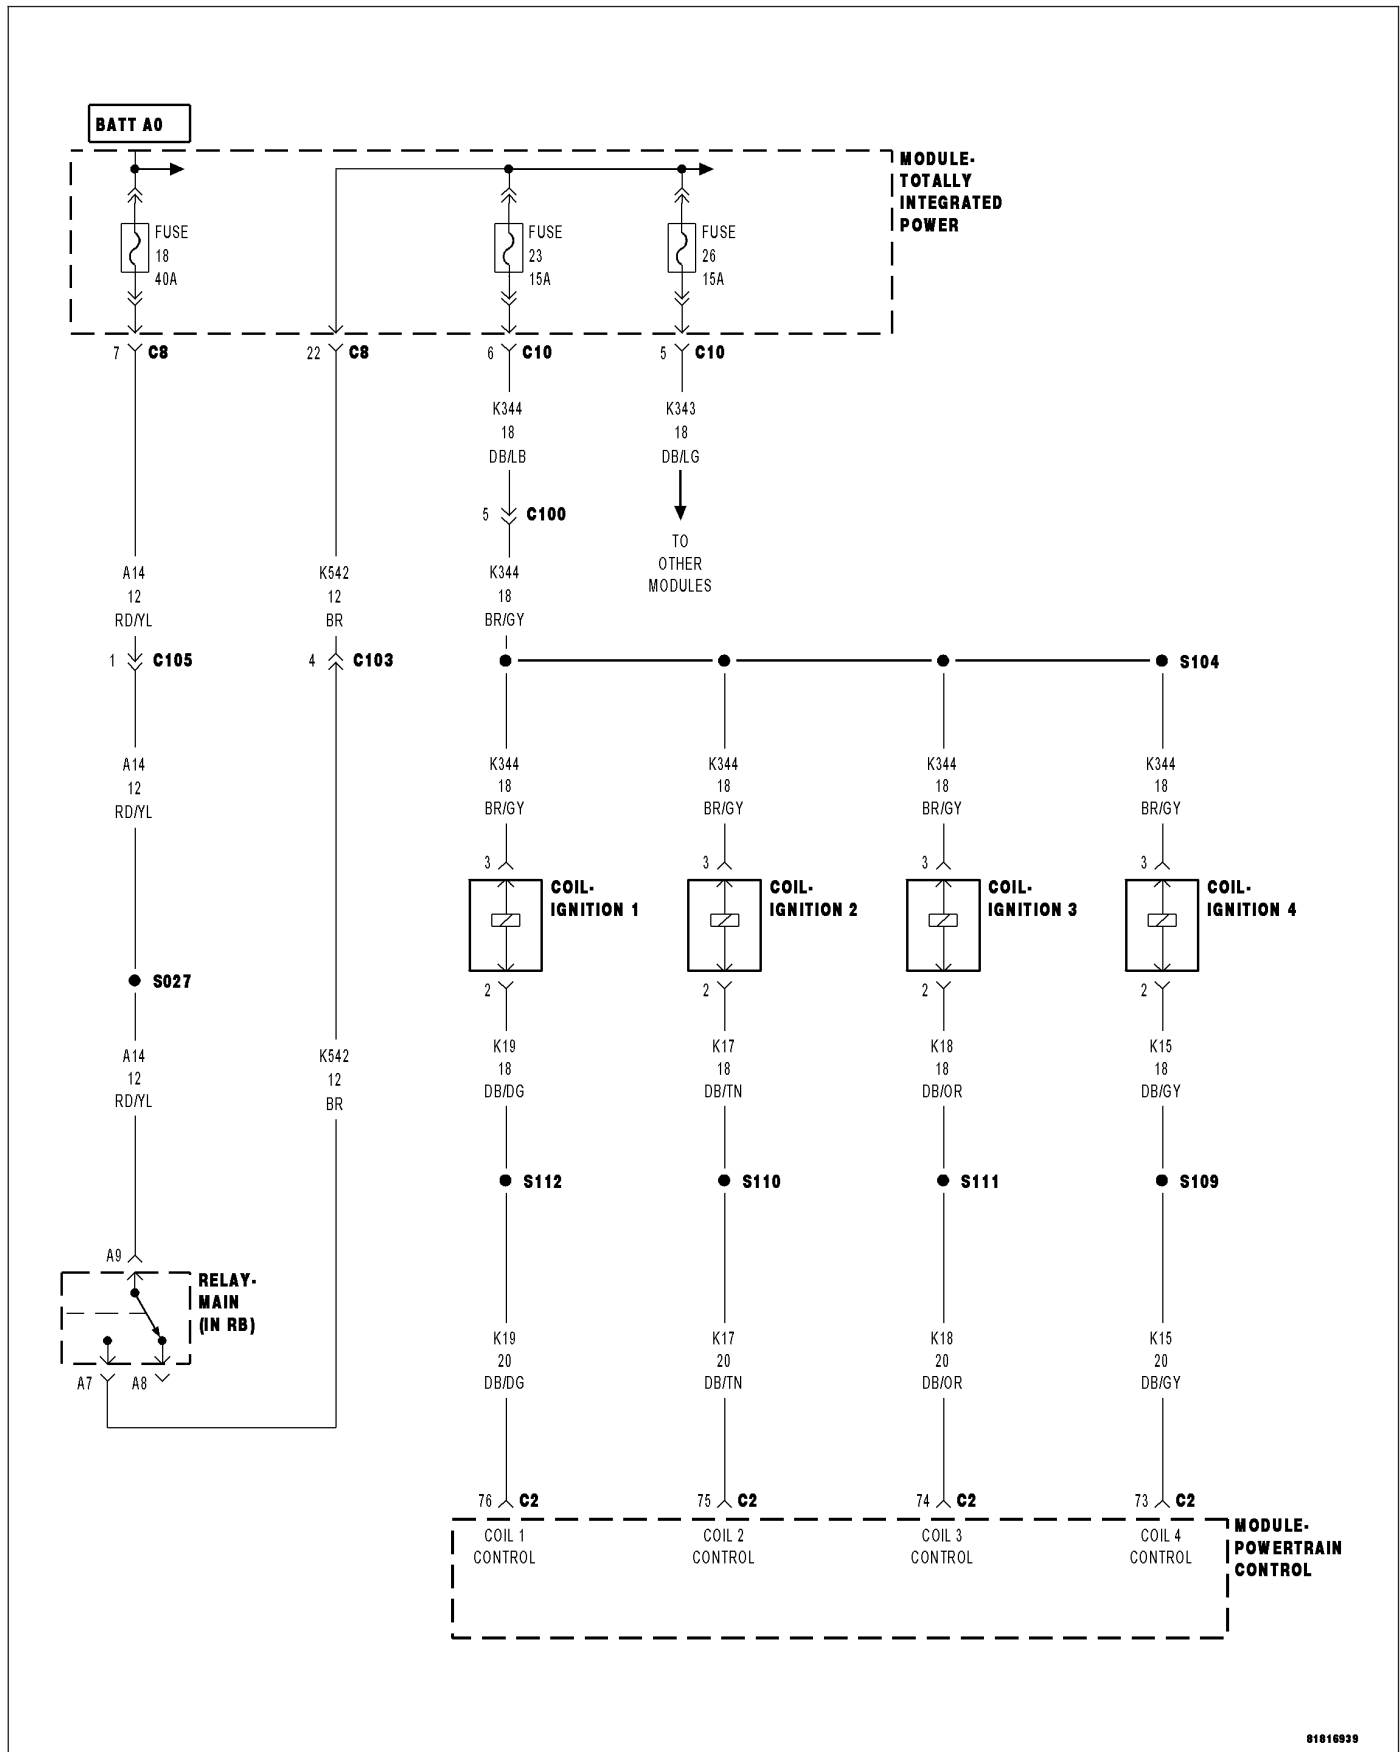 BATT A0
MODULE-
TOTALLY
INTEGRATED
POWER
FUSE
18
40A
FUSE
23
15A
FUSE
26
15A
7 C8
22 C8
6 C10
5 C10
K344
18
DB/LB
K343
18
DB/LG
5 C100
TO
OTHER
MODULES
A14
12
RD/YL
K542
12
BR
K344
18
BR/GY
1 C105
4 C103
S104
A14
12
RD/YL
K344
18
BR/GY
K344
18
BR/GY
K344
18
BR/GY
K344
18
BR/GY
3
3
3
3
COIL-
IGNITION 1
COIL-
IGNITION 2
COIL-
IGNITION 3
COIL-
IGNITION 4
S027
2
2
2
2
A14
12
RD/YL
K542
12
BR
K19
18
DB/DG
K17
18
DB/TN
K18
18
DB/OR
K15
18
DB/GY
S112
S110
S111
S109
A9
RELAY-
MAIN
(IN RB)
A7
A8
K19
20
DB/DG
K17
20
DB/TN
K18
20
DB/OR
K15
20
DB/GY
76 C2
75 C2
74 C2
73 C2
COIL 1
CONTROL
COIL 2
CONTROL
COIL 3
CONTROL
COIL 4
CONTROL
MODULE-
POWERTRAIN
CONTROL
81816939